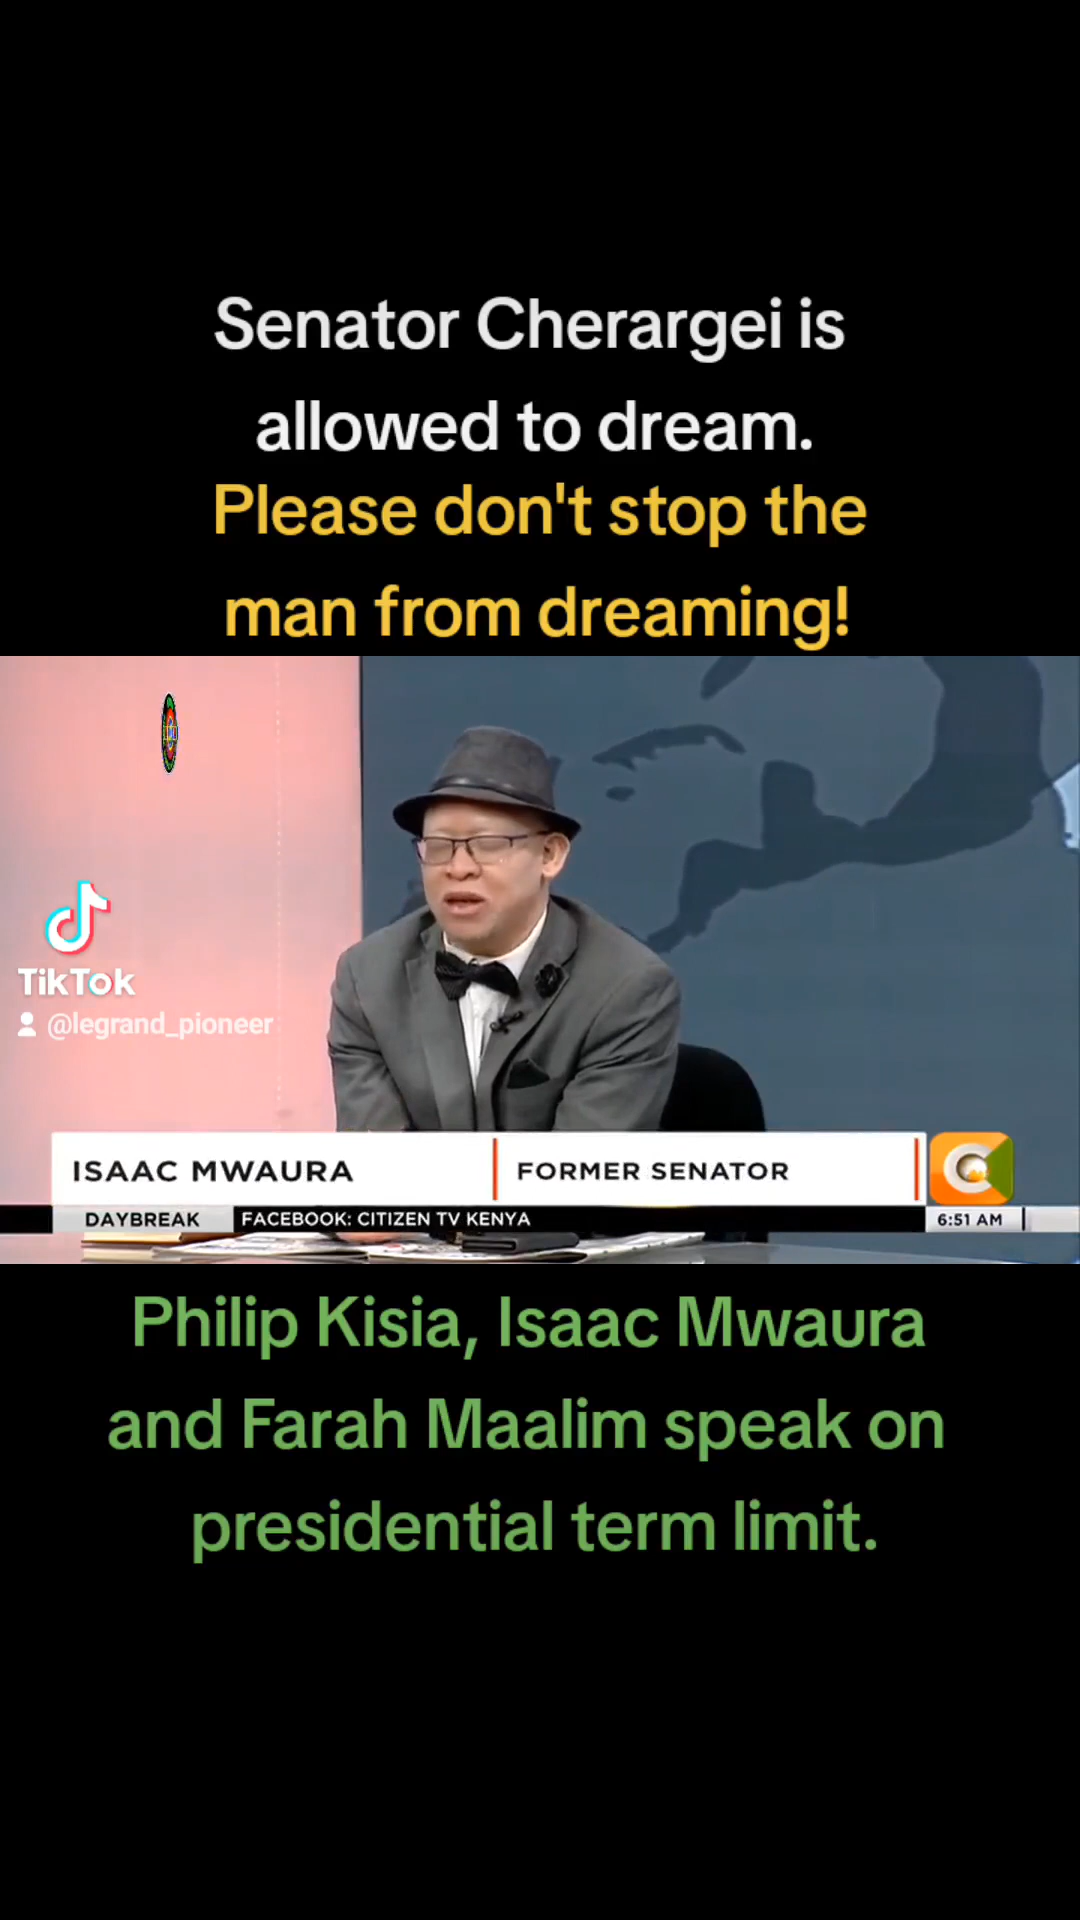 Senator Cherargei is
allowed to dream.
Please don't stop the
man from dreaming!
TikTok
@legrand_pioneer
ISAAC MWAURA
FORMER SENATOR
DAYBREAK
FACEBOOK: CITIZEN TV KENYA
6:51 AM
Philip Kisia, Isaac Mwaura
and Farah Maalim speak on
presidential term limit.